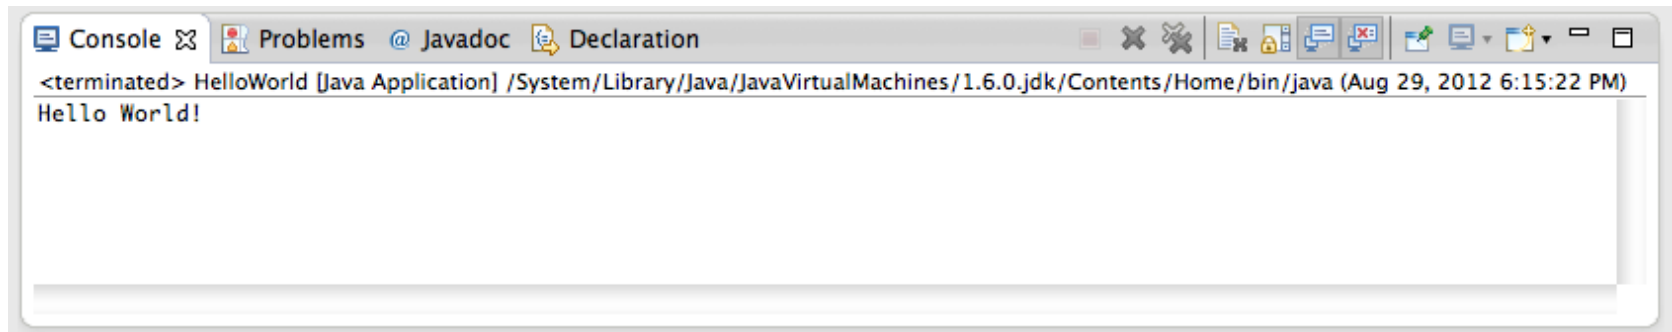 Console Problems @ Javadoc Declaration
<terminated> HelloWorld [Java Application] /System/Library/Java/JavaVirtualMachines/1.6.0.jdk/Contents/Home/bin/java (Aug 29, 2012 6:15:22 PM)
Hello World!